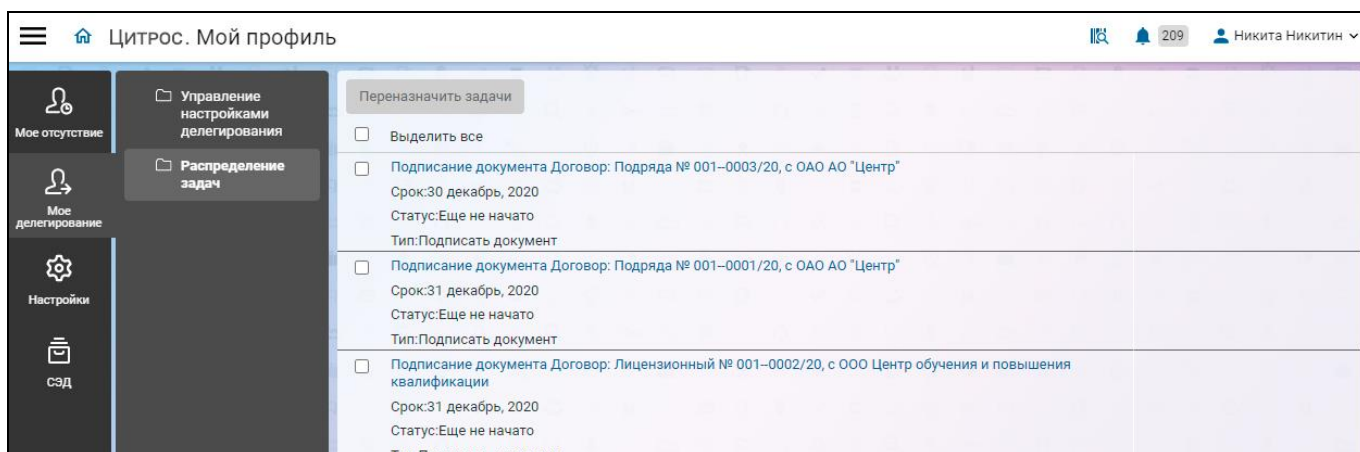 Цитрос. Мой профиль
209
Никита Никитин
Мое отсутствие
Мое
делегирование
Настройки
СЭД
Управление
настройками
делегирования
Распределение
задач
Переназначить задачи
Выделить все
Подписание документа Договор: Подряда № 001--0003/20, с ОАО АО "Центр"
Срок:30 декабрь, 2020
Статус:Еще не начато
Тип:Подписать документ
Подписание документа Договор: Подряда № 001--0001/20, с ОАО АО "Центр"
Срок:31 декабрь, 2020
Статус:Еще не начато
Тип:Подписать документ
Подписание документа Договор: Лицензионный № 001--0002/20, с ООО Центр обучения и повышения
квалификации
Срок:31 декабрь, 2020
Статус:Еще не начато